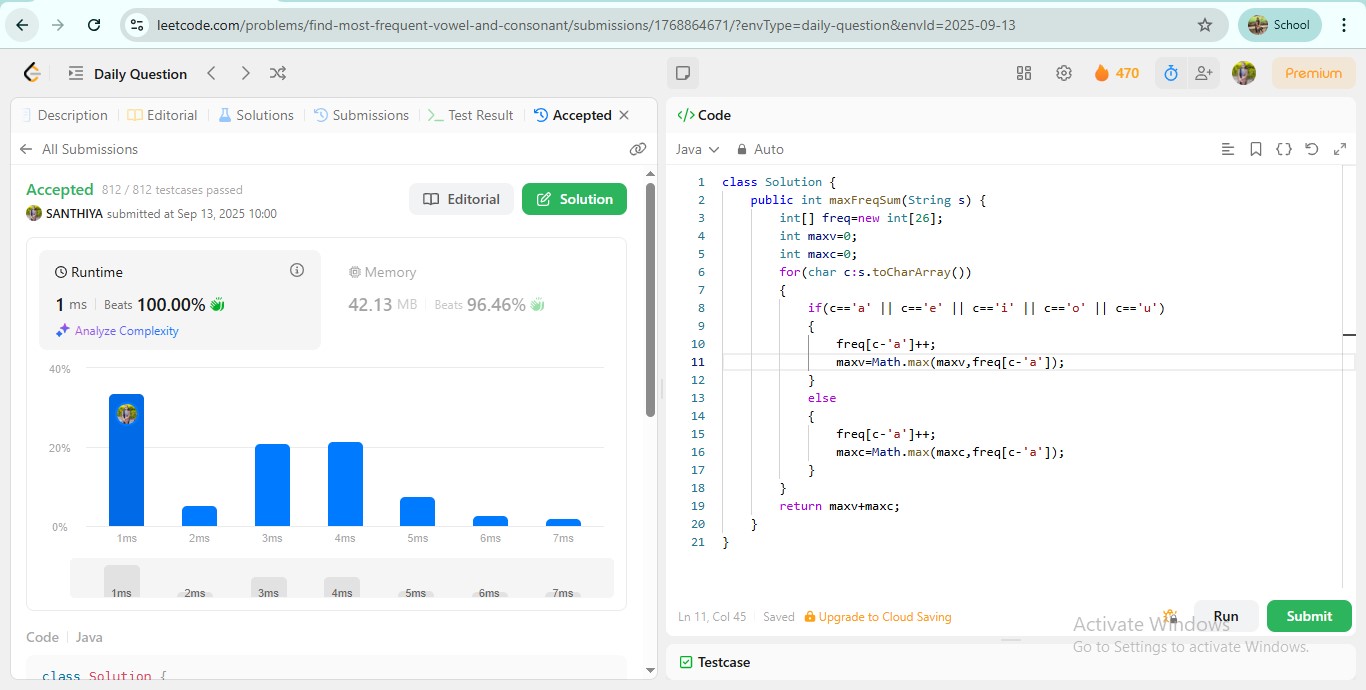 leetcode.com/problems/find-most-frequent-vowel-and-consonant/submissions/1768864671/?envType=daily-question&envId=2025-09-13
School
Daily Question
470
Premium
Description
Editorial
Solutions
Submissions
Test Result
Accepted
All Submissions
Accepted 812 / 812 testcases passed
SANTHIYA submitted at Sep 13, 2025 10:00
Editorial
Solution
Runtime
1 ms Beats 100.00%
Analyze Complexity
Memory
42.13 MB Beats 96.46%
40%
20%
0%
1ms 2ms 3ms 4ms 5ms 6ms 7ms
1ms 2ms 3ms 4ms 5ms 6ms 7ms
Code Java
class Solution {
</> Code
Java Auto
1 class Solution {
2     public int maxFreqSum(String s) {
3         int[] freq=new int[26];
4         int maxv=0;
5         int maxc=0;
6         for(char c:s.toCharArray())
7         {
8             if(c=='a' || c=='e' || c=='i' || c=='o' || c=='u')
9             {
10                 freq[c-'a']++;
11                 maxv=Math.max(maxv,freq[c-'a']);
12             }
13             else
14             {
15                 freq[c-'a']++;
16                 maxc=Math.max(maxc,freq[c-'a']);
17             }
18         }
19         return maxv+maxc;
20     }
21 }
Ln 11, Col 45 Saved Upgrade to Cloud Saving
Run
Submit
Activate Windows
Go to Settings to activate Windows.
Testcase